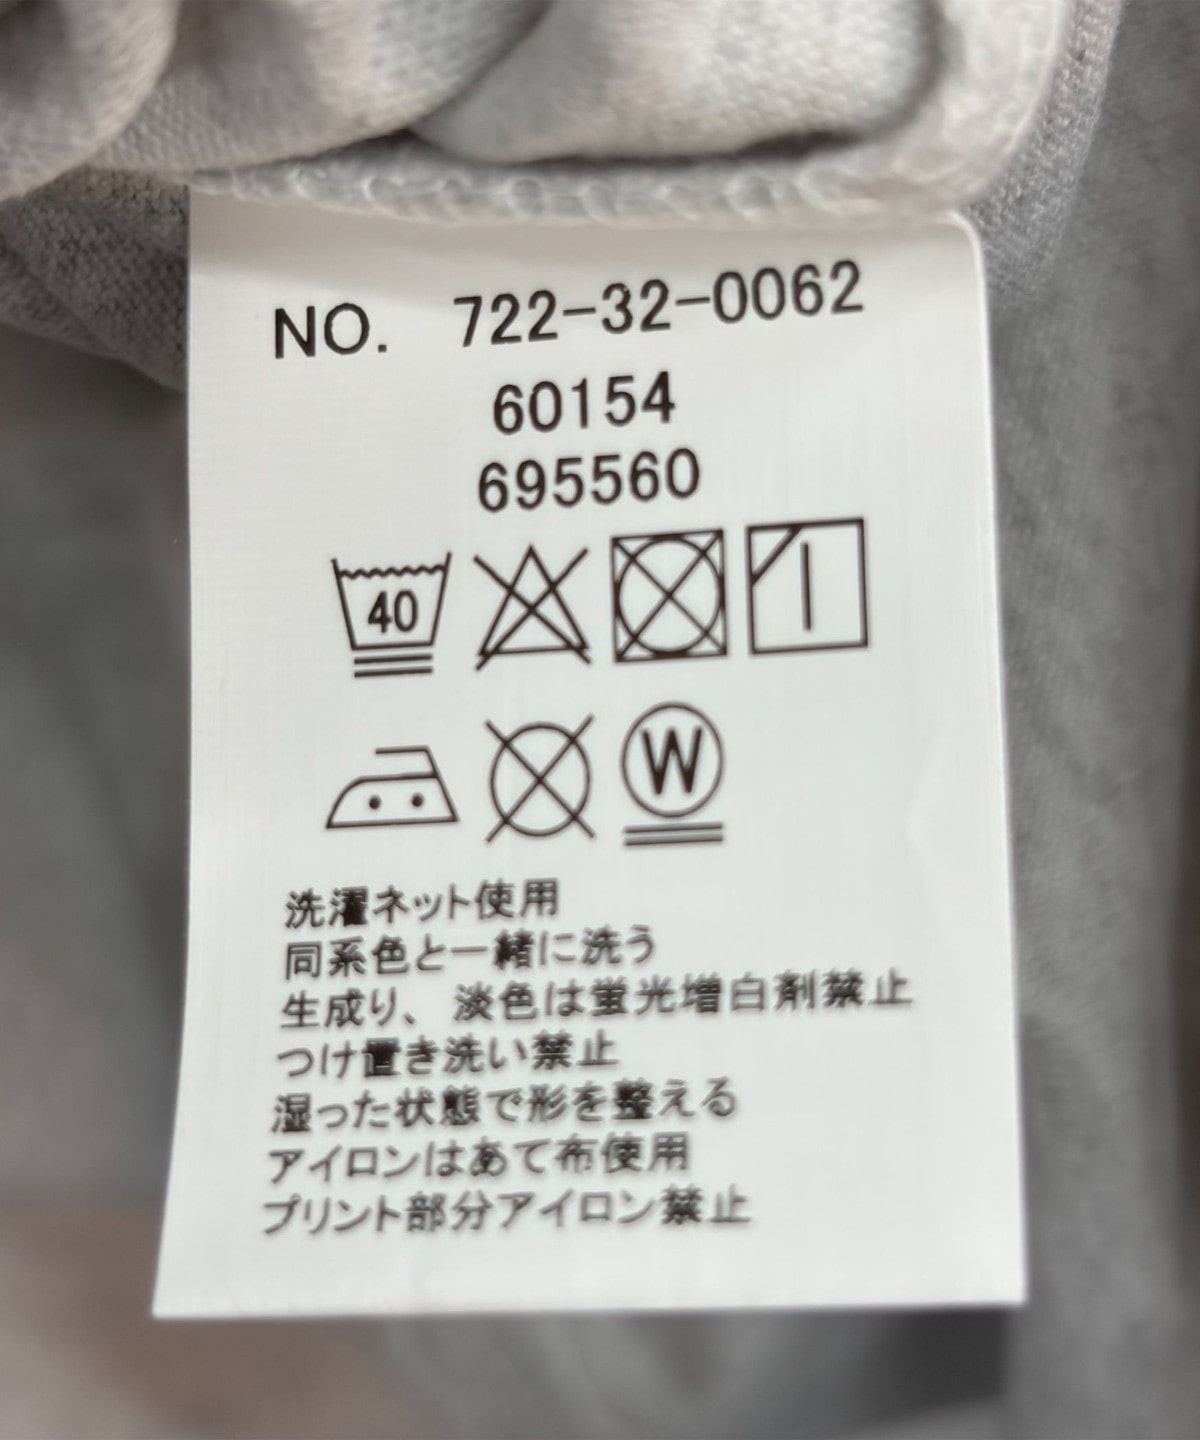 NO. 722-32-0062
60154
695560
40
W
洗濯ネット使用
同系色と一緒に洗う
生成り、淡色は蛍光増白剤禁止
つけ置き洗い禁止
湿った状態で形を整える
アイロンはあて布使用
プリント部分アイロン禁止